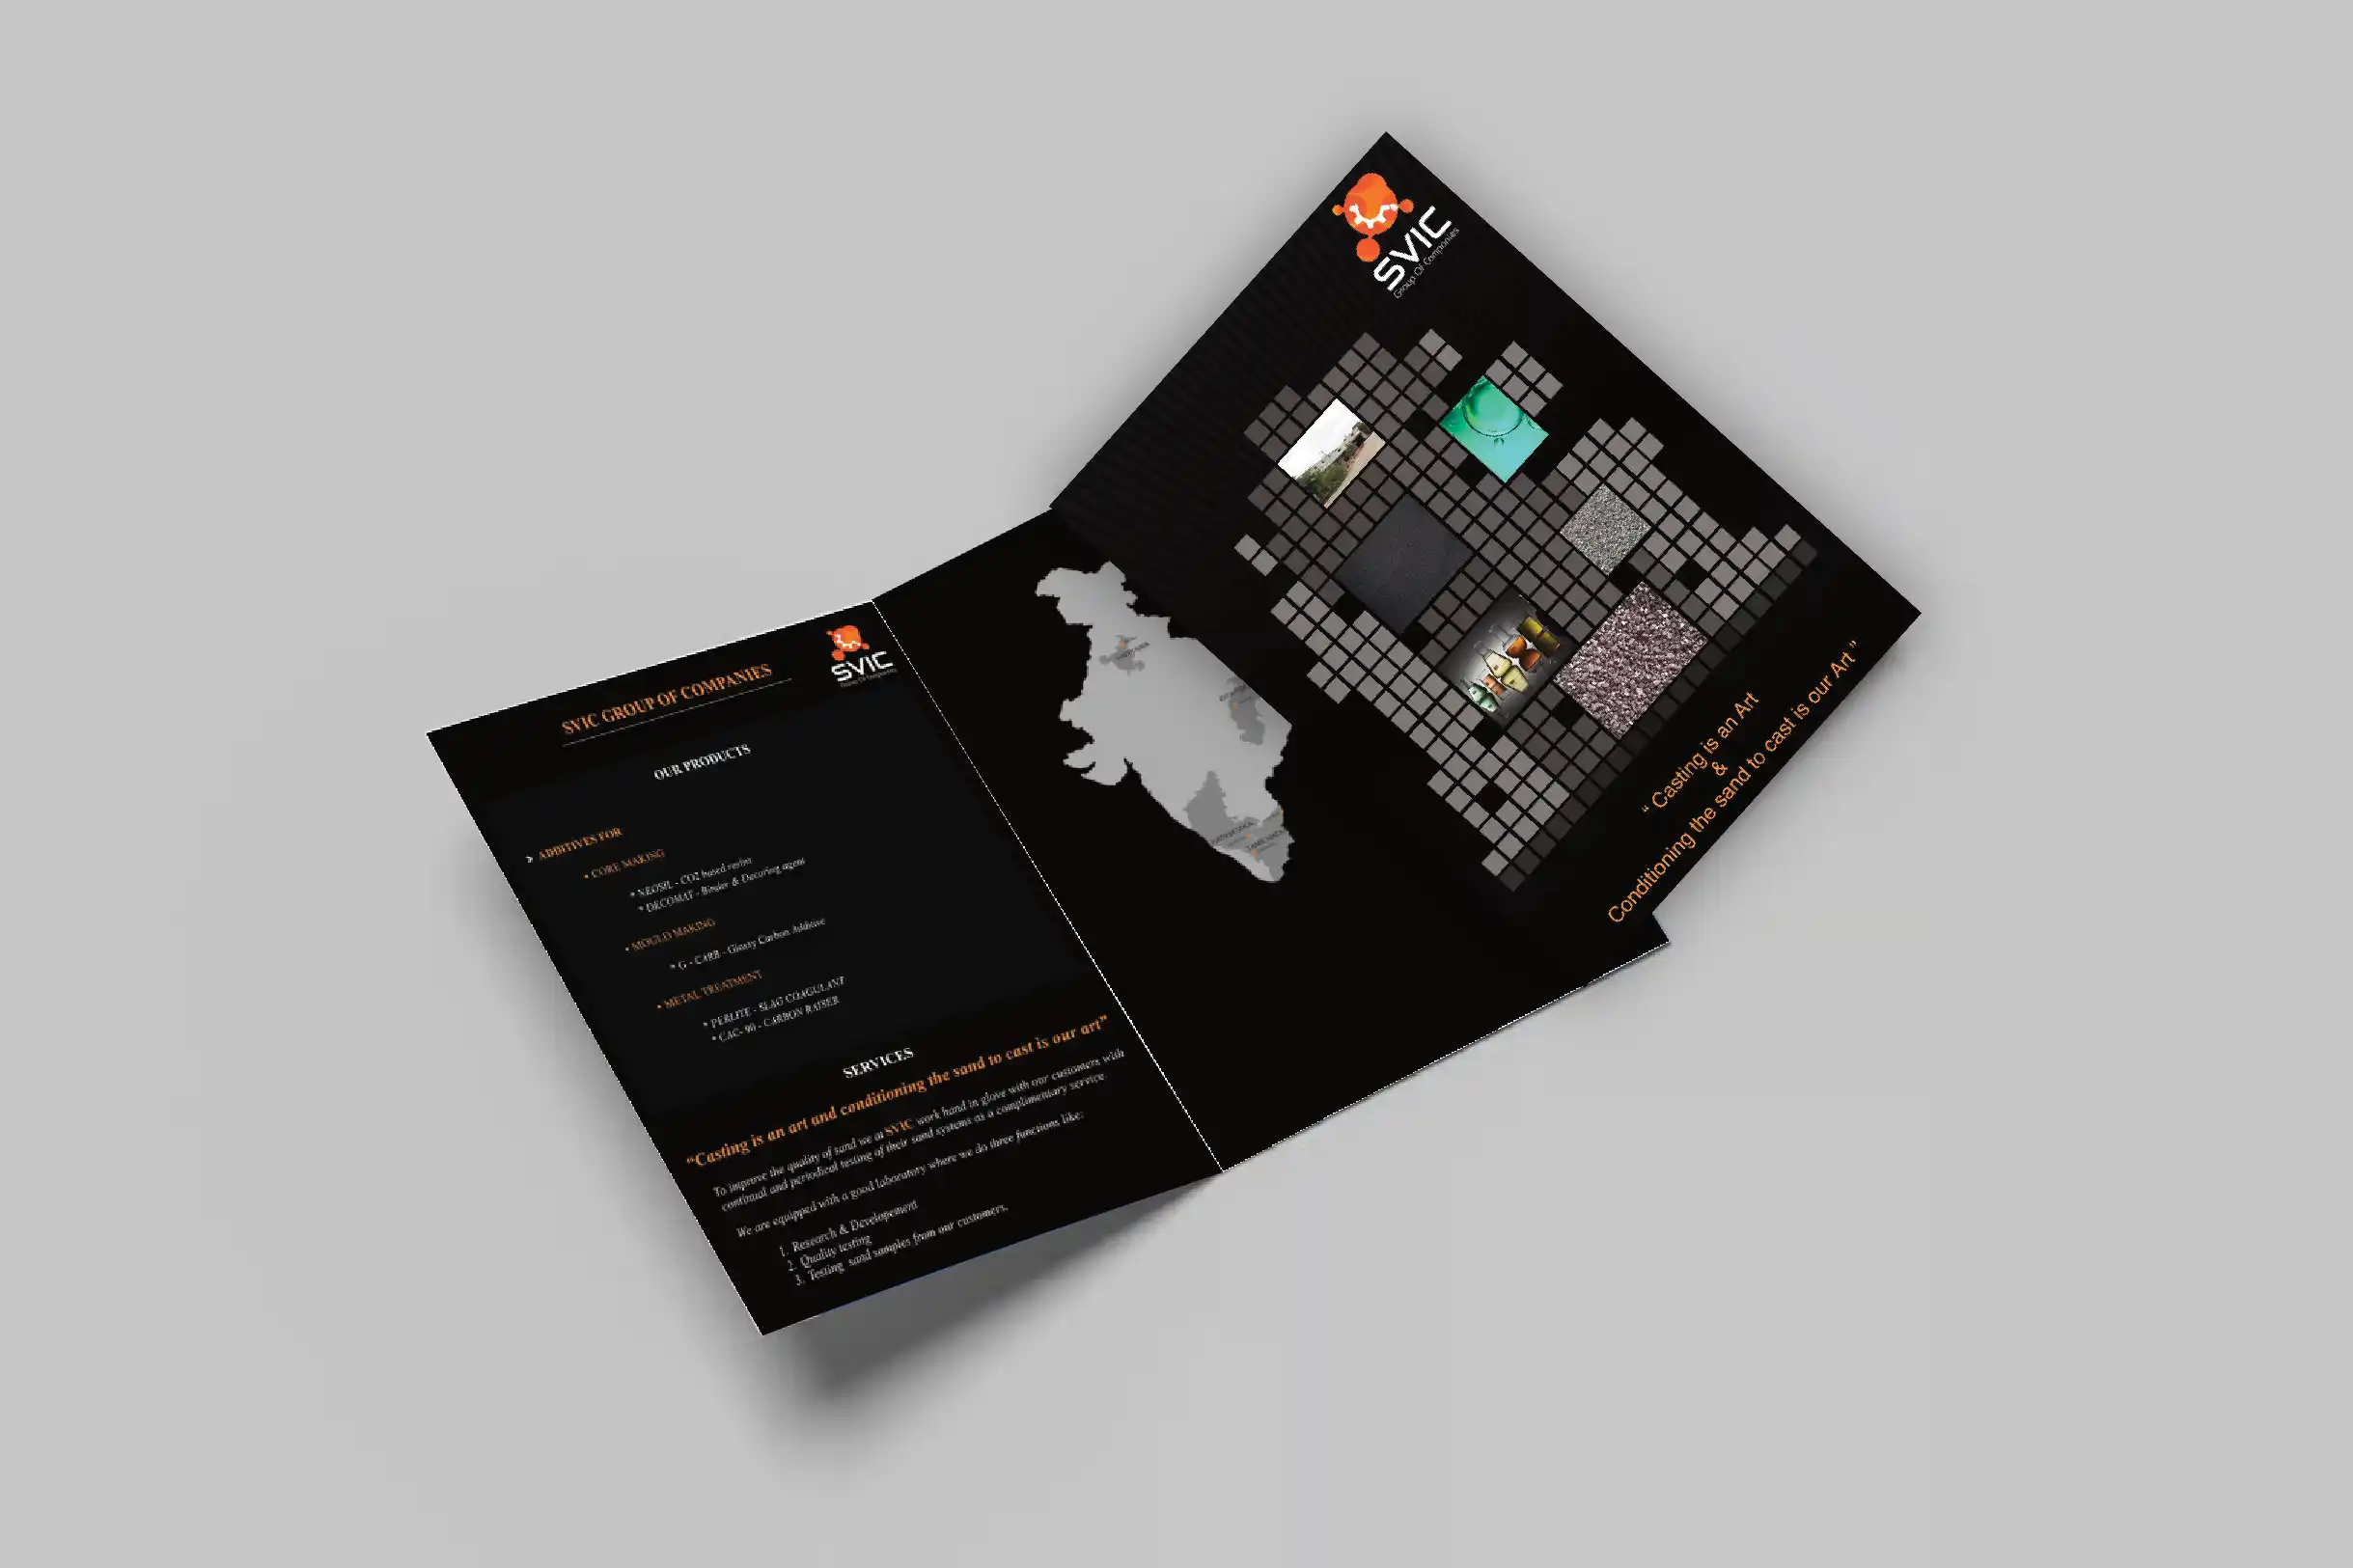 SVIC GROUP OF COMPANIES
SVIC
Group Of Companies
OUR PRODUCTS
ADDITIVES FOR
• CORE MAKING
* NEOSIL - CO2 based resins
* DECOMAT - Binder & Decoring agent
• MOULD MAKING
* G - CARB - Glossy Carbon Additive
• METAL TREATMENT
* PERLITE - SLAG COAGULANT
* CAC- 90 - CARBON RAISER
SERVICES
“Casting is an art and conditioning the sand to cast is our art”
To improve the quality of sand we at SVIC work hand in glove with our customers with
continual and periodical testing of their sand systems as a complimentary service.
We are equipped with a good laboratory where we do three functions like:
1. Research & Developement
2. Quality testing
3. Testing sand samples from our customers.
SVIC
Group Of Companies
“ Casting is an Art
&
Conditioning the sand to cast is our Art ”